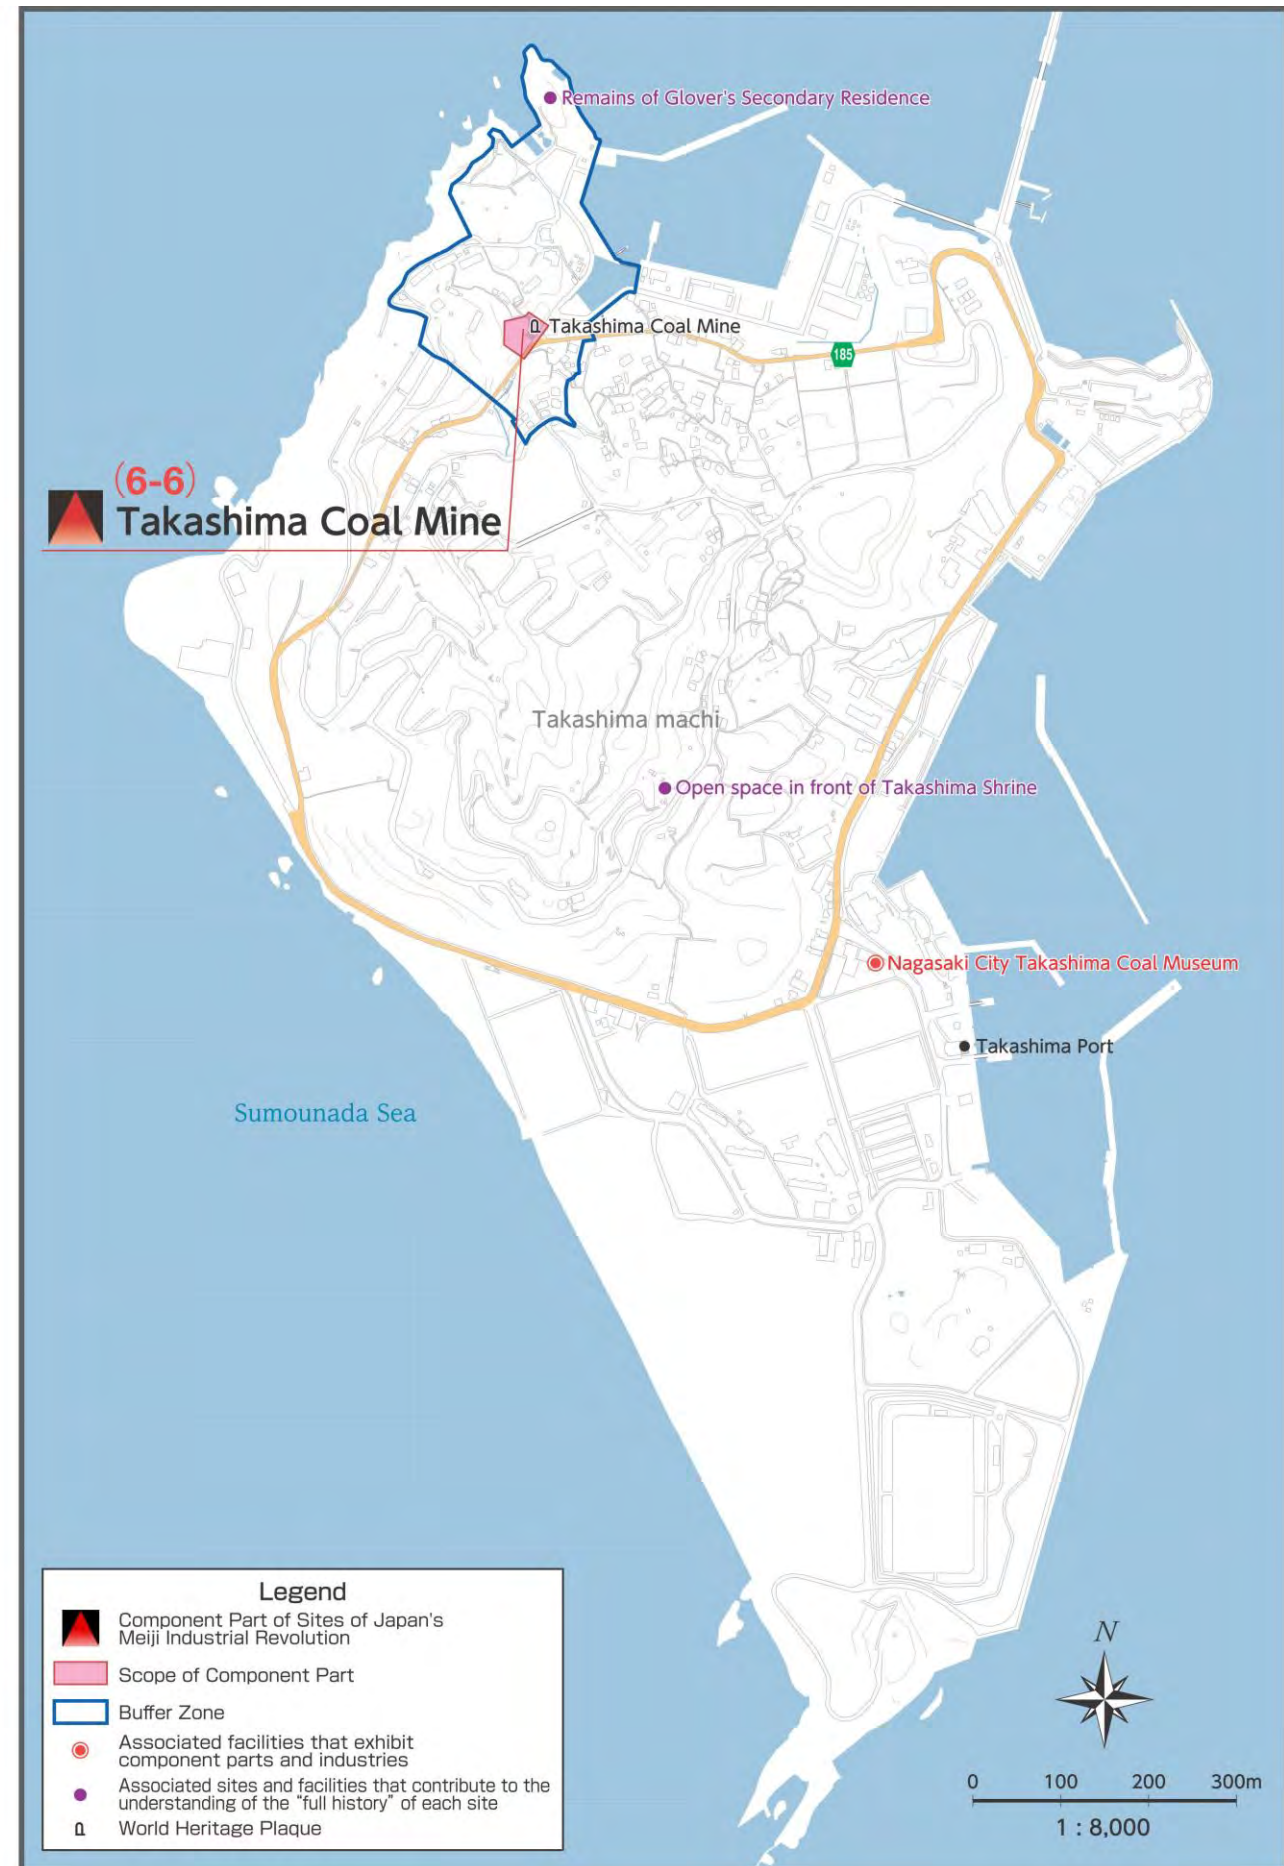 Remains of Glover's Secondary Residence
Takashima Coal Mine
185
(6-6)
Takashima Coal Mine
Takashima machi
Open space in front of Takashima Shrine
Nagasaki City Takashima Coal Museum
Takashima Port
Sumounada Sea
Legend
Component Part of Sites of Japan's
Meiji Industrial Revolution
Scope of Component Part
Buffer Zone
Associated facilities that exhibit
component parts and industries
Associated sites and facilities that contribute to the
understanding of the "full history" of each site
World Heritage Plaque
N
0 100 200 300m
1 : 8,000